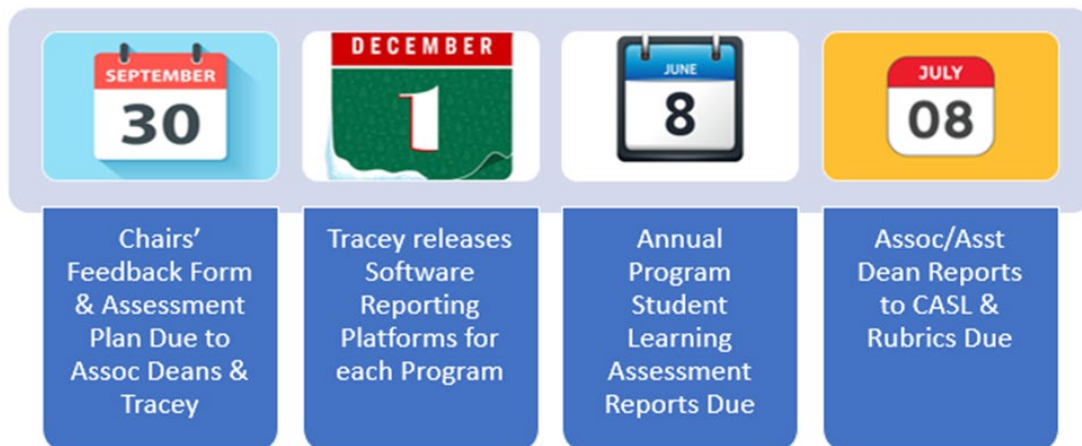 SEPTEMBER
30
DECEMBER
1
JUNE
8
JULY
08
Chairs'
Feedback Form
& Assessment
Plan Due to
Assoc Deans &
Tracey
Tracey releases
Software
Reporting
Platforms for
each Program
Annual
Program
Student
Learning
Assessment
Reports Due
Assoc/Asst
Dean Reports
to CASL &
Rubrics Due